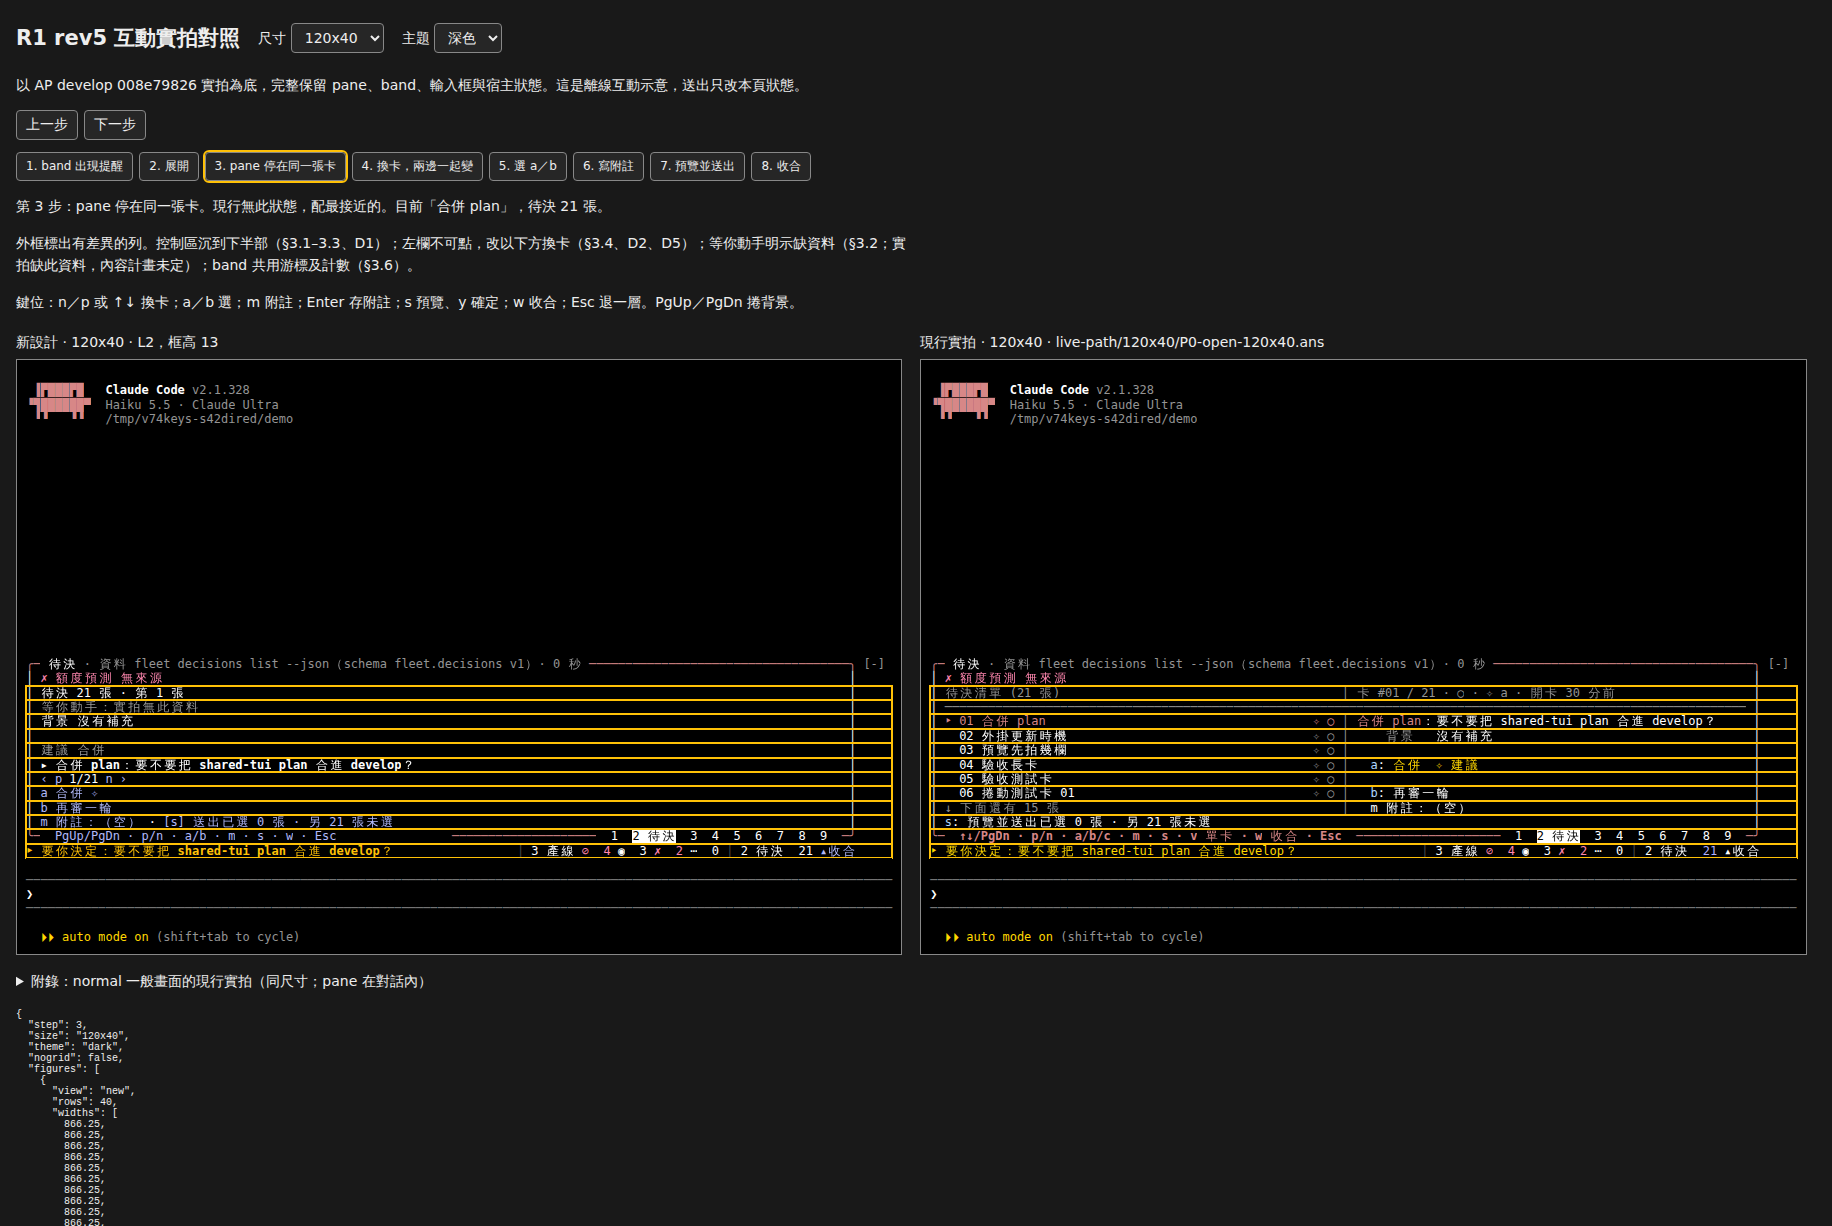 R1 rev5 互動實拍對照 尺寸 120x40 主題 深色
以 AP develop 008e79826 實拍為底，完整保留 pane、band、輸入框與宿主狀態。這是離線互動示意，送出只改本頁狀態。
上一步 下一步
1. band 出現提醒 2. 展開 3. pane 停在同一張卡 4. 換卡，兩邊一起變 5. 選 a／b 6. 寫附註 7. 預覽並送出 8. 收合
第 3 步：pane 停在同一張卡。現行無此狀態，配最接近的。目前「合併 plan」，待決 21 張。
外框標出有差異的列。控制區沉到下半部（§3.1–3.3、D1）；左欄不可點，改以下方換卡（§3.4、D2、D5）；等你動手明示缺資料（§3.2；實
拍缺此資料，內容計畫未定）；band 共用游標及計數（§3.6）。
鍵位：n／p 或 ↑↓ 換卡；a／b 選；m 附註；Enter 存附註；s 預覽、y 確定；w 收合；Esc 退一層。PgUp／PgDn 捲背景。
新設計 · 120x40 · L2，框高 13
Claude Code v2.1.328
Haiku 5.5 · Claude Ultra
/tmp/v74keys-s42dired/demo
待決 · 資料 fleet decisions list --json（schema fleet.decisions v1）· 0 秒 [-]
✗ 額度預測 無來源
待決 21 張 · 第 1 張
等你動手：實拍無此資料
背景 沒有補充
建議 合併
▸ 合併 plan：要不要把 shared-tui plan 合進 develop？
‹ p 1/21 n ›
a 合併 ✧
b 再審一輪
m 附註：（空） · [s] 送出已選 0 張 · 另 21 張未選
PgUp/PgDn · p/n · a/b · m · s · w · Esc 1 2 待決 3 4 5 6 7 8 9
▸ 要你決定：要不要把 shared-tui plan 合進 develop？ | 3 產線 ⊘ 4 ◉ 3 ✗ 2 ⋯ 0 | 2 待決 21 ▴收合
❯
⏵⏵ auto mode on (shift+tab to cycle)
現行實拍 · 120x40 · live-path/120x40/P0-open-120x40.ans
Claude Code v2.1.328
Haiku 5.5 · Claude Ultra
/tmp/v74keys-s42dired/demo
待決 · 資料 fleet decisions list --json（schema fleet.decisions v1）· 0 秒 [-]
✗ 額度預測 無來源
待決清單 (21 張) | 卡 #01 / 21 · ○ · ✧ a · 開卡 30 分前
‣ 01 合併 plan ✧ ○ | 合併 plan：要不要把 shared-tui plan 合進 develop？
02 外掛更新時機 ✧ ○ | 背景 沒有補充
03 預覽先拍幾欄 ✧ ○ |
04 驗收長卡 ✧ ○ | a: 合併 ✧ 建議
05 驗收測試卡 ✧ ○ |
06 捲動測試卡 01 ✧ ○ | b: 再審一輪
↓ 下面還有 15 張 | m 附註：（空）
s: 預覽並送出已選 0 張 · 另 21 張未選
↑↓/PgDn · p/n · a/b/c · m · s · v 單卡 · w 收合 · Esc 1 2 待決 3 4 5 6 7 8 9
▸ 要你決定：要不要把 shared-tui plan 合進 develop？ | 3 產線 ⊘ 4 ◉ 3 ✗ 2 ⋯ 0 | 2 待決 21 ▴收合
❯
⏵⏵ auto mode on (shift+tab to cycle)
▶ 附錄：normal 一般畫面的現行實拍（同尺寸；pane 在對話內）
{
"step": 3,
"size": "120x40",
"theme": "dark",
"nogrid": false,
"figures": [
{
"view": "new",
"rows": 40,
"widths": [
866.25,
866.25,
866.25,
866.25,
866.25,
866.25,
866.25,
866.25,
866.25,
866.25,